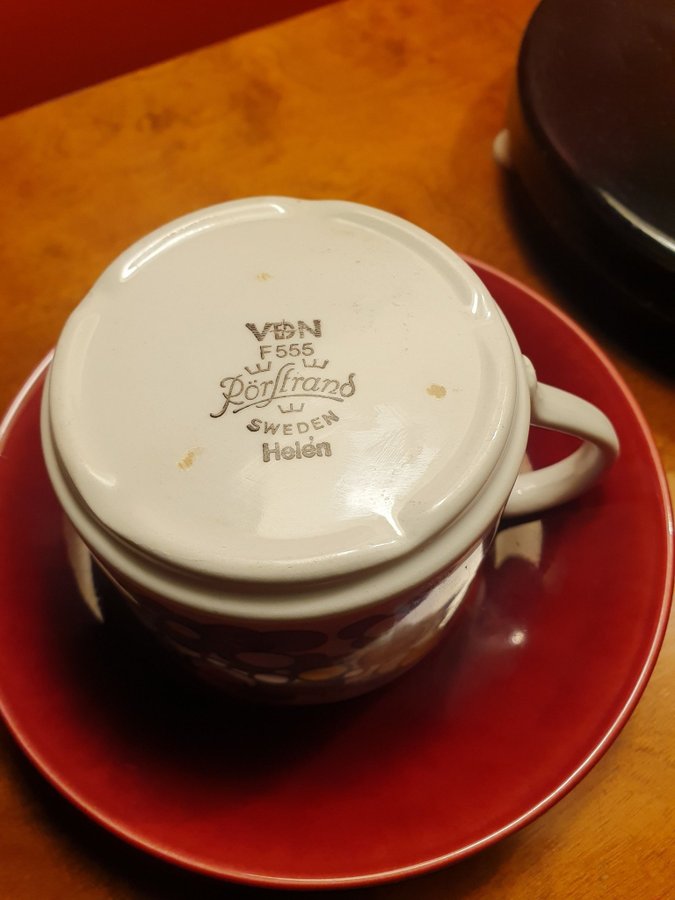 VDN
F555
Rörstrand
SWEDEN
Helén